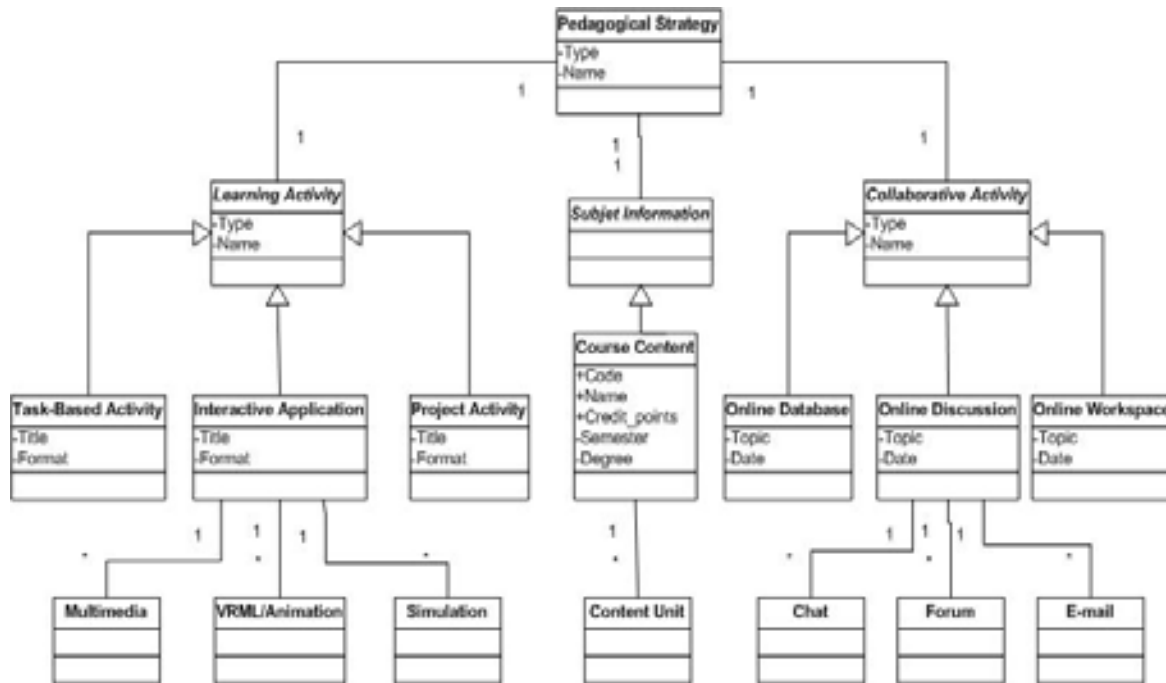 Pedagogical Strategy
-Type
-Name
1
1
1
1
1
1
Learning Activity
-Type
-Name
Subjet Information
Collaborative Activity
-Type
-Name
Course Content
+Code
+Name
+Credit_points
-Semester
-Degree
Task-Based Activity
-Title
-Format
Interactive Application
-Title
-Format
Project Activity
-Title
-Format
Online Database
-Topic
-Date
Online Discussion
-Topic
-Date
Online Workspace
-Topic
-Date
1
1
1
1
1
1
1
*
*
*
*
*
*
*
Multimedia
VRML/Animation
Simulation
Content Unit
Chat
Forum
E-mail